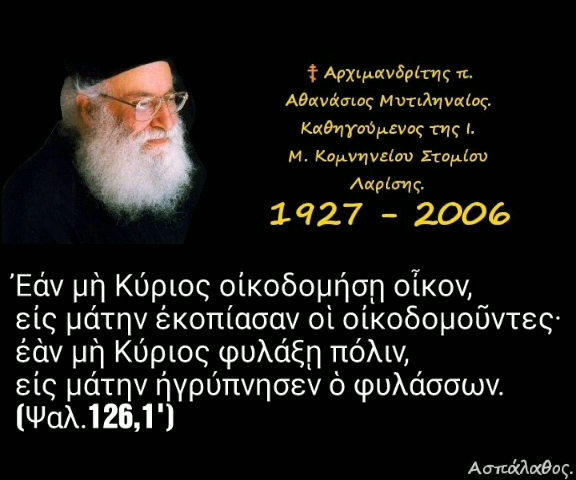 ☦ Αρχιμανδρίτης π.
Αθανάσιος Μυτιληναίος.
Καθηγούμενος της Ι.
Μ. Κομνηνείου Στομίου
Λαρίσης.
1927 - 2006
Ἐάν μὴ Κύριος οἰκοδομήσῃ οἶκον,
εἰς μάτην ἐκοπίασαν οἱ οἰκοδομοῦντες·
ἐὰν μὴ Κύριος φυλάξῃ πόλιν,
εἰς μάτην ἠγρύπνησεν ὁ φυλάσσων.
(Ψαλ.126,1')
Ασπάλαθος.